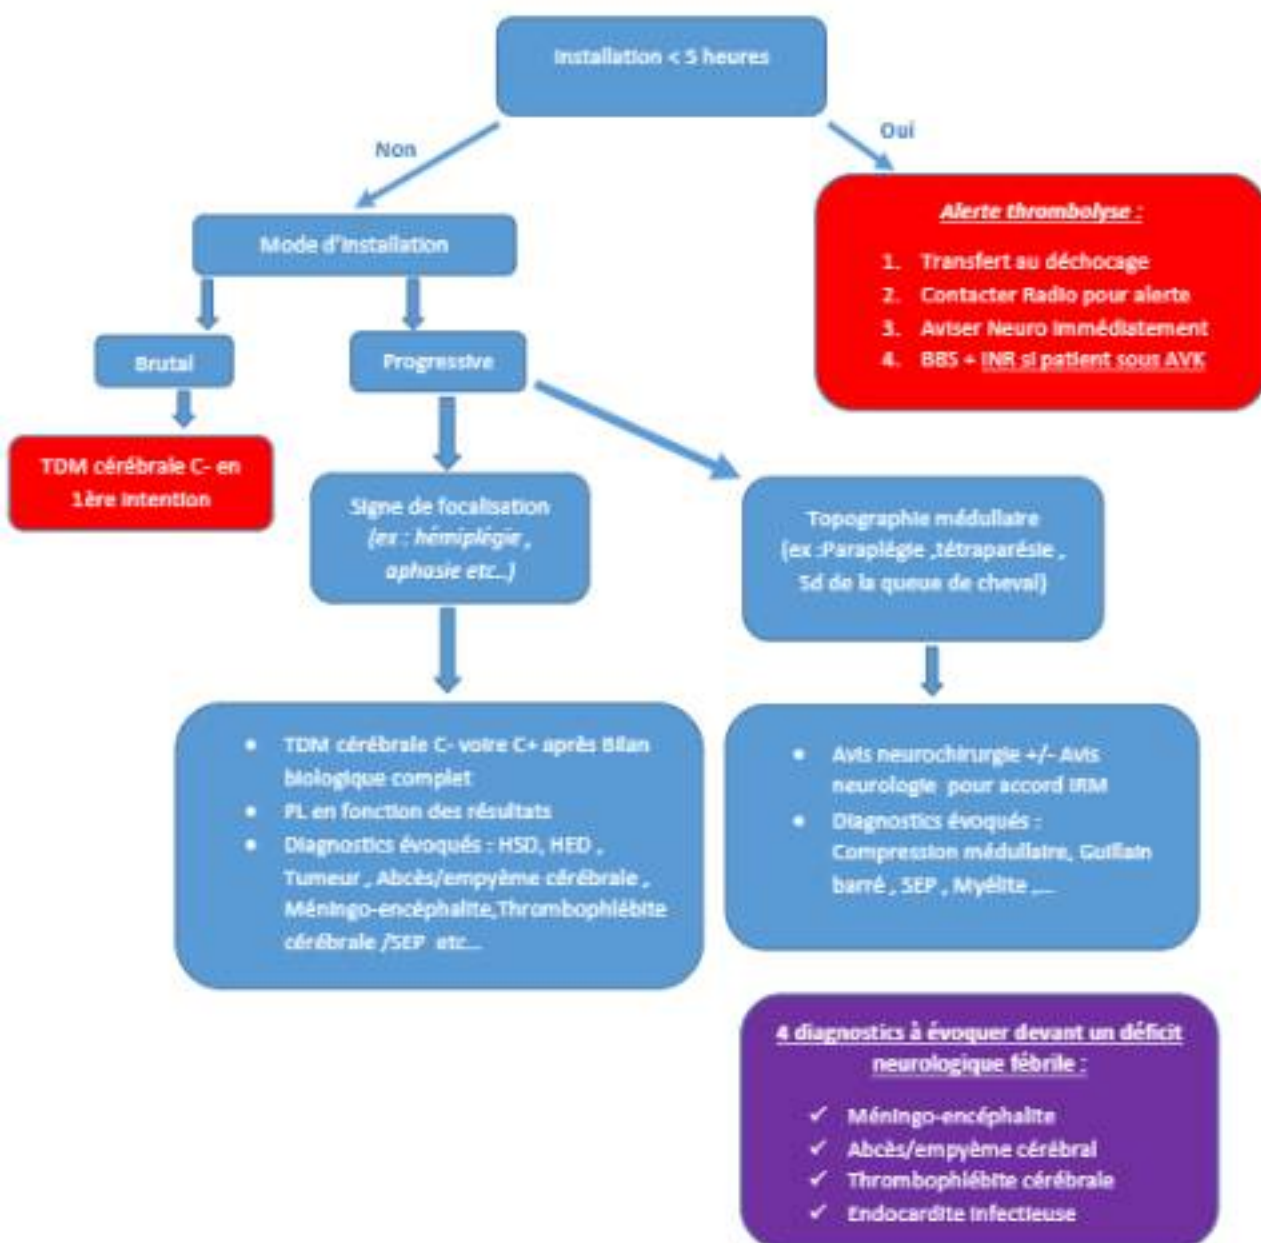 Installation < 5 heures
Non
Oui
Alerte thrombolyse :
1. Transfert au déchocage
2. Contacter Radio pour alerte
3. Aviser Neuro immédiatement
4. BBS + INR si patient sous AVK
Mode d'installation
Brutal
Progressive
TDM cérébrale C- en
1ère intention
Signe de focalisation
(ex : hémiplégie ,
aphasie etc..)
Topographie médullaire
(ex :Paraplégie ,tétraparésie ,
Sd de la queue de cheval)
• TDM cérébrale C- voire C+ après Bilan
biologique complet
• PL en fonction des résultats
• Diagnostics évoqués : HSD, HED ,
Tumeur , Abcès/empyème cérébrale ,
Méningo-encéphalite,Thrombophlébite
cérébrale /SEP etc...
• Avis neurochirurgie +/- Avis
neurologie pour accord IRM
• Diagnostics évoqués :
Compression médullaire, Guillain
barré , SEP , Myélite ,...
4 diagnostics à évoquer devant un déficit
neurologique fébrile :
✓ Méningo-encéphalite
✓ Abcès/empyème cérébral
✓ Thrombophlébite cérébrale
✓ Endocardite infectieuse